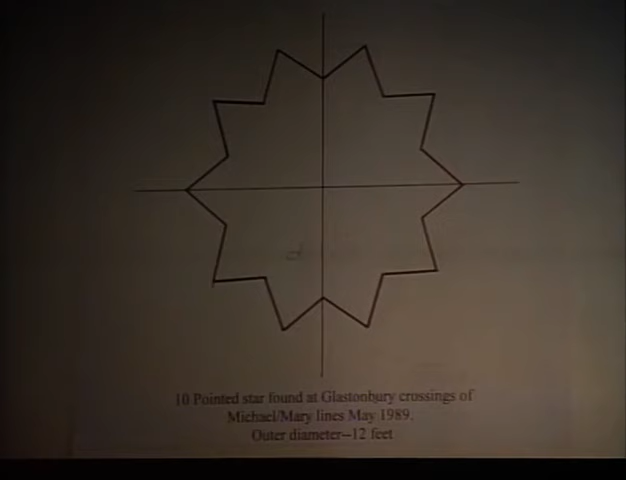 10 Pointed star found at Glastonbury crossings of
Michael/Mary lines May 1989.
Outer diameter--12 feet